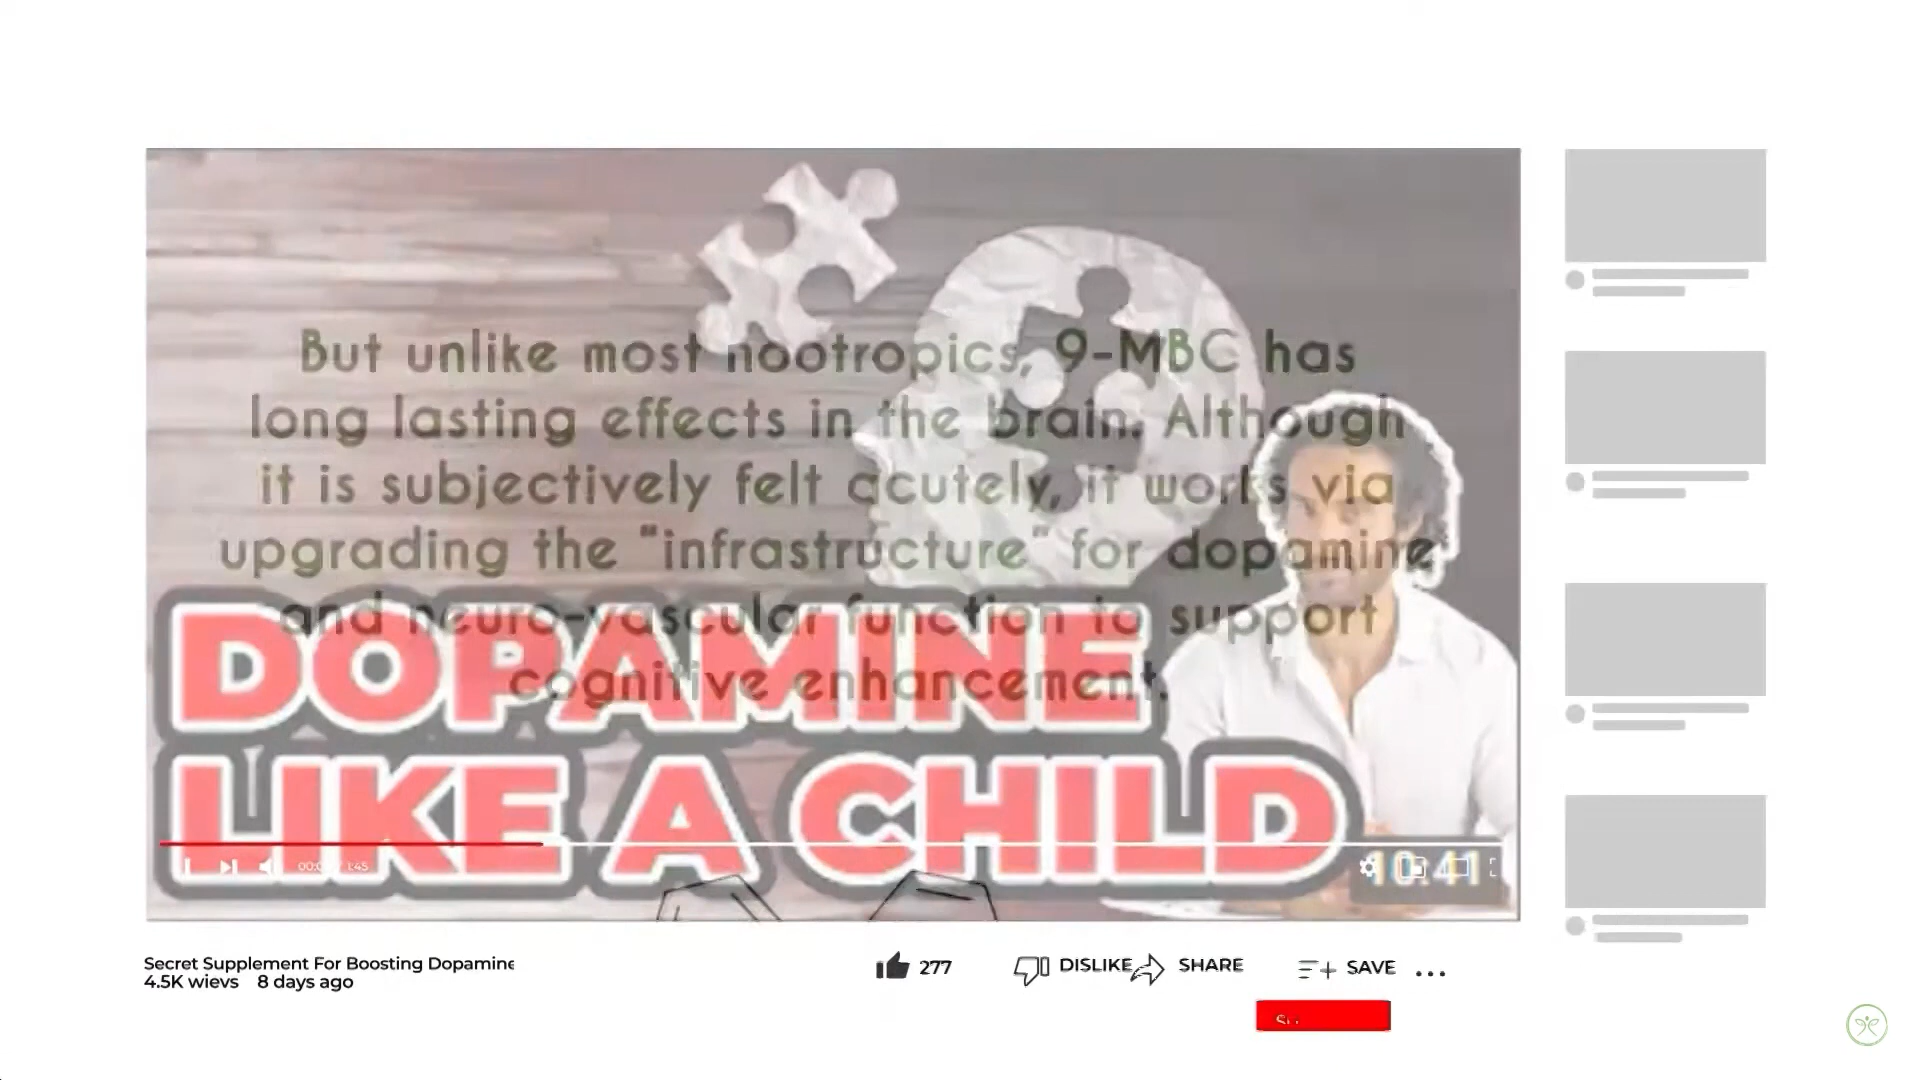 But unlike most nootropics, 9-MBC has
long lasting effects in the brain. Although
it is subjectively felt acutely, it works via
upgrading the "infrastructure" for dopamine
and neuro-vascular function to support
cognitive enhancement.
DOPAMINE
LIKE A CHILD
10:41
Secret Supplement For Boosting Dopamine
4.5K wievs 8 days ago
277 DISLIKE SHARE SAVE ...